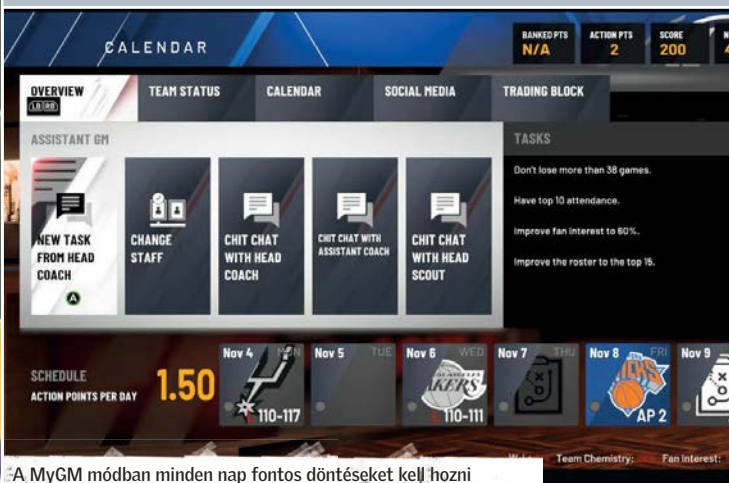 CALENDAR
BANKED PTS
N/A
ACTION PTS
2
SCORE
200
OVERVIEW
LB RB
TEAM STATUS
CALENDAR
SOCIAL MEDIA
TRADING BLOCK
ASSISTANT GM
NEW TASK
FROM HEAD
COACH
A
CHANGE
STAFF
CHIT CHAT
WITH HEAD
COACH
CHIT CHAT WITH
ASSISTANT COACH
CHIT CHAT
WITH HEAD
SCOUT
TASKS
Don't lose more than 38 games.
Have top 10 attendance.
Improve fan interest to 60%.
Improve the roster to the top 15.
SCHEDULE
ACTION POINTS PER DAY
1.50
Nov 4 MON
110-117
Nov 5 TUE
Nov 6 WED
LAKERS
L 110-111
Nov 7 THU
Nov 8 FRI
KNICKS
AP 2
Nov 9
Team Chemistry:
Fan Interest:
A MyGM módban minden nap fontos döntéseket kell hozni